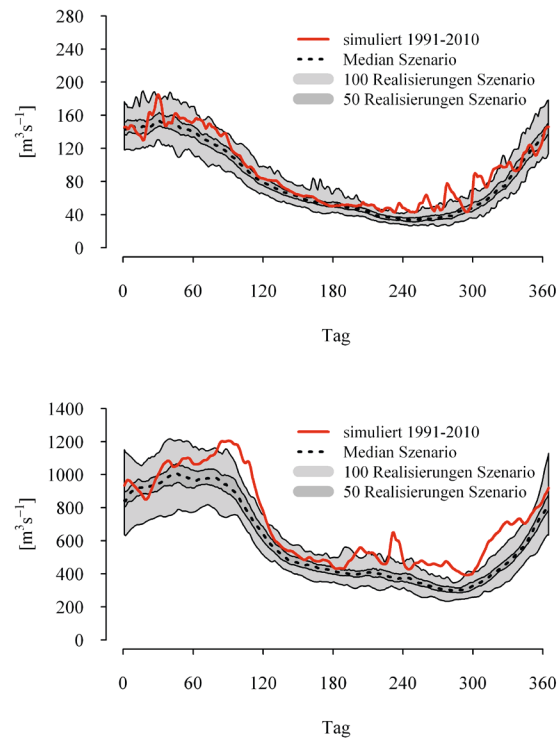 280
240
200
160
120
80
40
0
[m³s⁻¹]
simuliert 1991-2010
Median Szenario
100 Realisierungen Szenario
50 Realisierungen Szenario
0 60 120 180 240 300 360
Tag
1400
1200
1000
800
600
400
200
0
[m³s⁻¹]
simuliert 1991-2010
Median Szenario
100 Realisierungen Szenario
50 Realisierungen Szenario
0 60 120 180 240 300 360
Tag